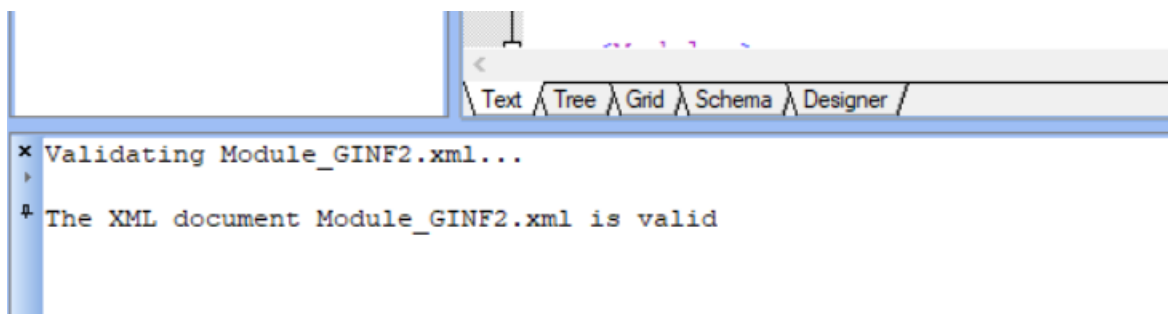 Text Tree Grid Schema Designer
Validating Module_GINF2.xml...
The XML document Module_GINF2.xml is valid